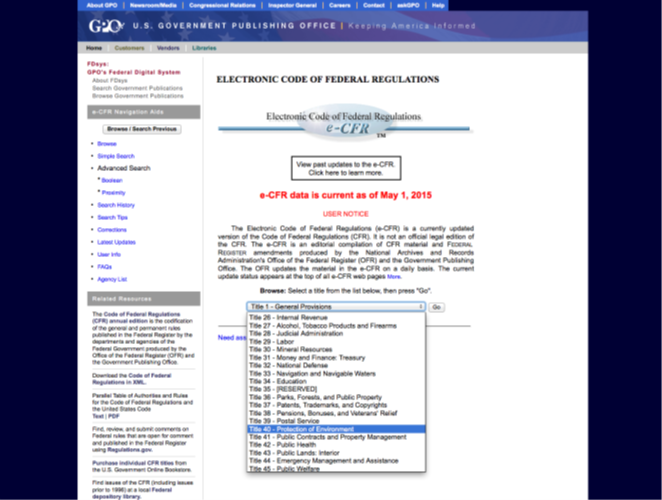 About GPO | Newsroom/Media | Congressional Relations | Inspector General | Careers | Contact | askGPO | Help
GPO U.S. GOVERNMENT PUBLISHING OFFICE | Keeping America Informed
Home | Customers | Vendors | Libraries
FDsys:
GPO's Federal Digital System
About FDsys
Search Government Publications
Browse Government Publications
e-CFR Navigation Aids
Browse / Search Previous
• Browse
• Simple Search
• Advanced Search
• Boolean
• Proximity
• Search History
• Search Tips
• Corrections
• Latest Updates
• User Info
• FAQs
• Agency List
Related Resources
The Code of Federal Regulations
(CFR) annual edition is the codification
of the general and permanent rules
published in the Federal Register by the
departments and agencies of the
Federal Government produced by the
Office of the Federal Register (OFR) and
the Government Publishing Office.
Download the Code of Federal
Regulations in XML.
Parallel Table of Authorities and Rules
for the Code of Federal Regulations and
the United States Code
Text | PDF
Find, review, and submit comments on
Federal rules that are open for comment
and published in the Federal Register
using Regulations.gov.
Purchase individual CFR titles from
the U.S. Government Online Bookstore.
Find issues of the CFR (including issues
prior to 1996) at a local Federal
depository library.
ELECTRONIC CODE OF FEDERAL REGULATIONS
Electronic Code of Federal Regulations
e-CFR
TM
View past updates to the e-CFR.
Click here to learn more.
e-CFR data is current as of May 1, 2015
USER NOTICE
The Electronic Code of Federal Regulations (e-CFR) is a currently updated
version of the Code of Federal Regulations (CFR). It is not an official legal edition of
the CFR. The e-CFR is an editorial compilation of CFR material and FEDERAL
REGISTER amendments produced by the National Archives and Records
Administration's Office of the Federal Register (OFR) and the Government Publishing
Office. The OFR updates the material in the e-CFR on a daily basis. The current
update status appears at the top of all e-CFR web pages More.
Browse: Select a title from the list below, then press "Go".
Title 1 - General Provisions
Go
Need ass
Title 26 - Internal Revenue
Title 27 - Alcohol, Tobacco Products and Firearms
Title 28 - Judicial Administration
Title 29 - Labor
Title 30 - Mineral Resources
Title 31 - Money and Finance: Treasury
Title 32 - National Defense
Title 33 - Navigation and Navigable Waters
Title 34 - Education
Title 35 - [RESERVED]
Title 36 - Parks, Forests, and Public Property
Title 37 - Patents, Trademarks, and Copyrights
Title 38 - Pensions, Bonuses, and Veterans' Relief
Title 39 - Postal Service
Title 40 - Protection of Environment
Title 41 - Public Contracts and Property Management
Title 42 - Public Health
Title 43 - Public Lands: Interior
Title 44 - Emergency Management and Assistance
Title 45 - Public Welfare